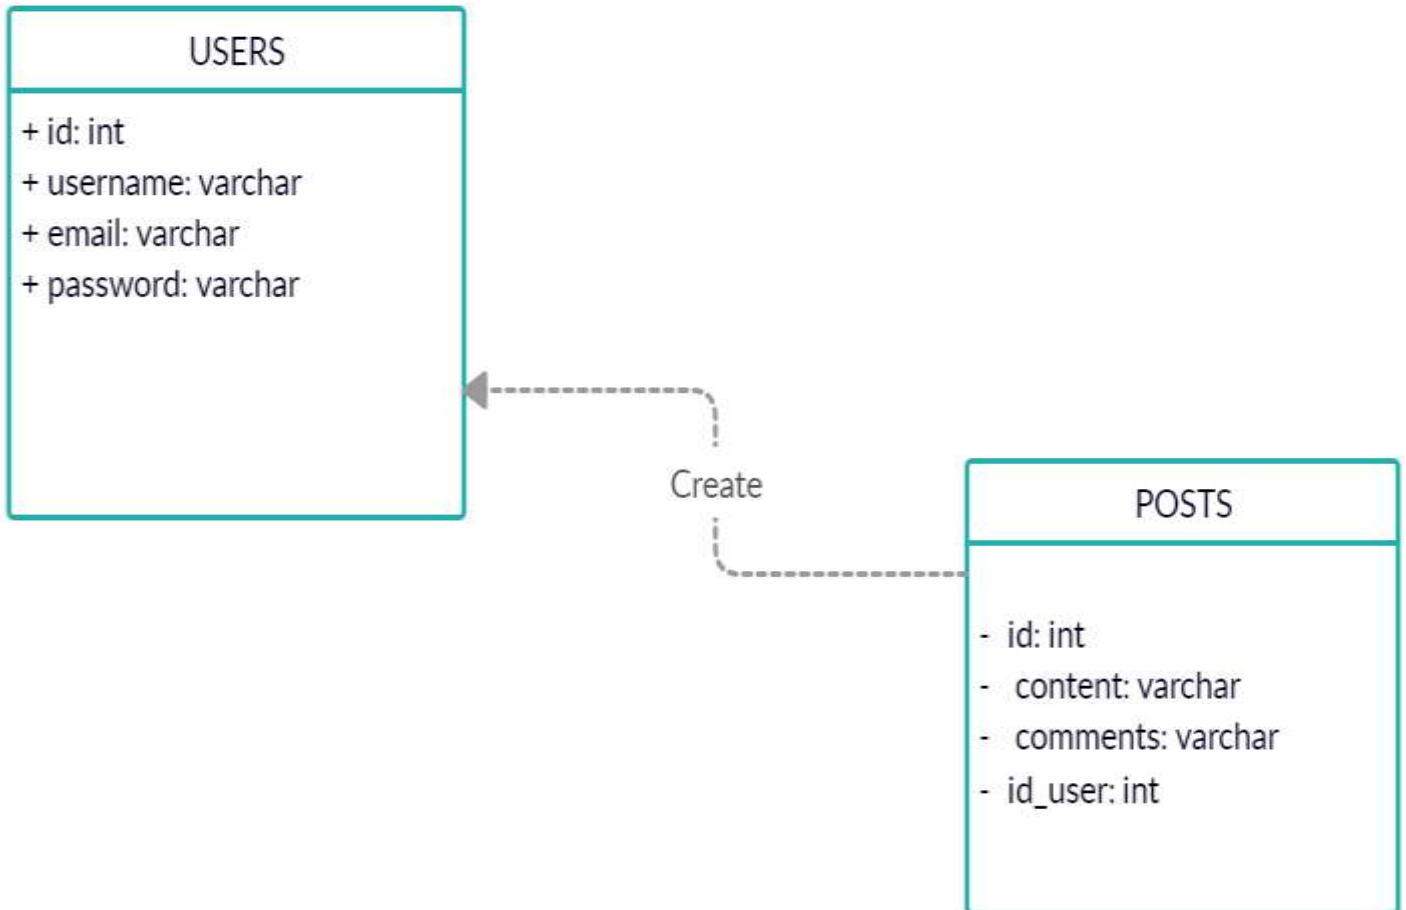 USERS
+ id: int
+ username: varchar
+ email: varchar
+ password: varchar
Create
POSTS
- id: int
- content: varchar
- comments: varchar
- id_user: int